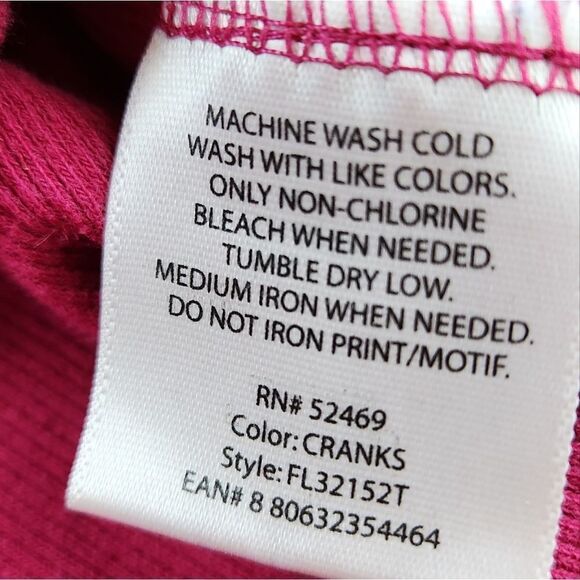 MACHINE WASH COLD
WASH WITH LIKE COLORS.
ONLY NON-CHLORINE
BLEACH WHEN NEEDED.
TUMBLE DRY LOW.
MEDIUM IRON WHEN NEEDED.
DO NOT IRON PRINT/MOTIF.
RN# 52469
Color: CRANKS
Style: FL32152T
EAN# 8 80632354464